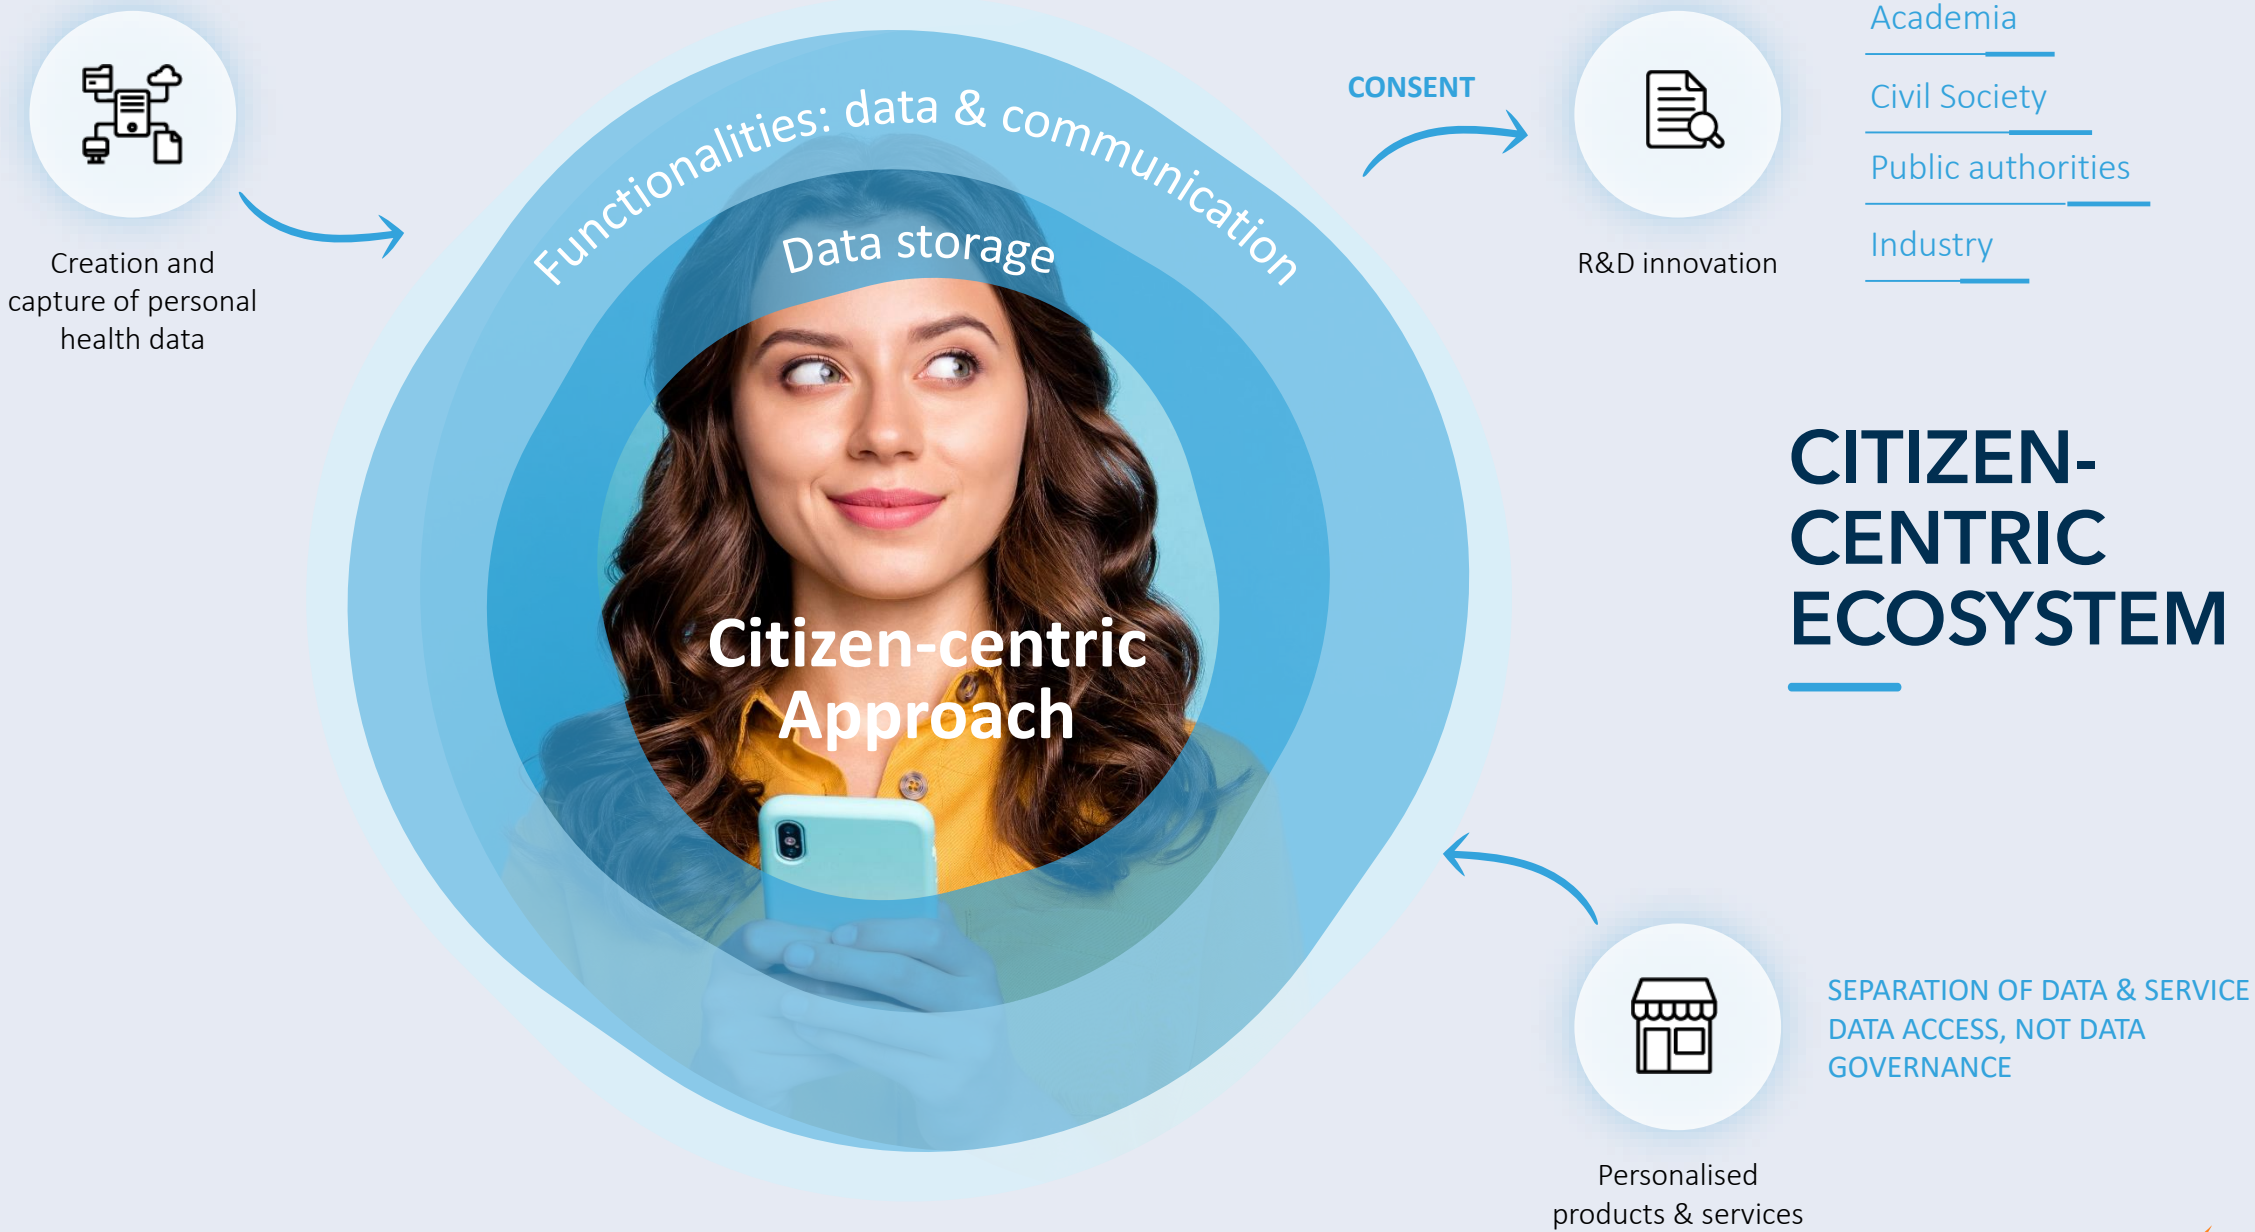 Creation and
capture of personal
health data
Functionalities: data & communication
Data storage
Citizen-centric
Approach
CONSENT
R&D innovation
Academia
Civil Society
Public authorities
Industry
CITIZEN-
CENTRIC
ECOSYSTEM
SEPARATION OF DATA & SERVICE
DATA ACCESS, NOT DATA
GOVERNANCE
Personalised
products & services